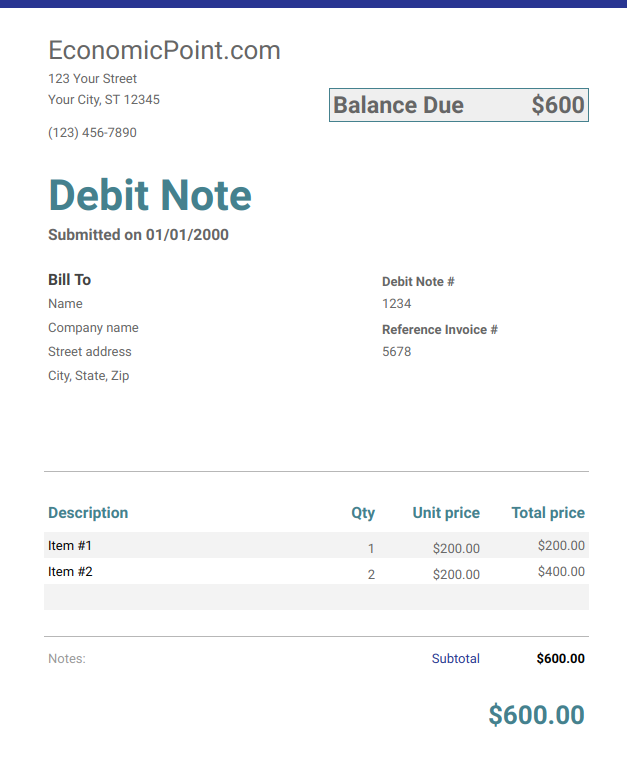 EconomicPoint.com
123 Your Street
Your City, ST 12345
Balance Due $600
(123) 456-7890
Debit Note
Submitted on 01/01/2000
Bill To Debit Note #
Name 1234
Company name Reference Invoice #
Street address 5678
City, State, Zip
Description Qty Unit price Total price
Item #1 1 $200.00 $200.00
Item #2 2 $200.00 $400.00
Notes: Subtotal $600.00
$600.00